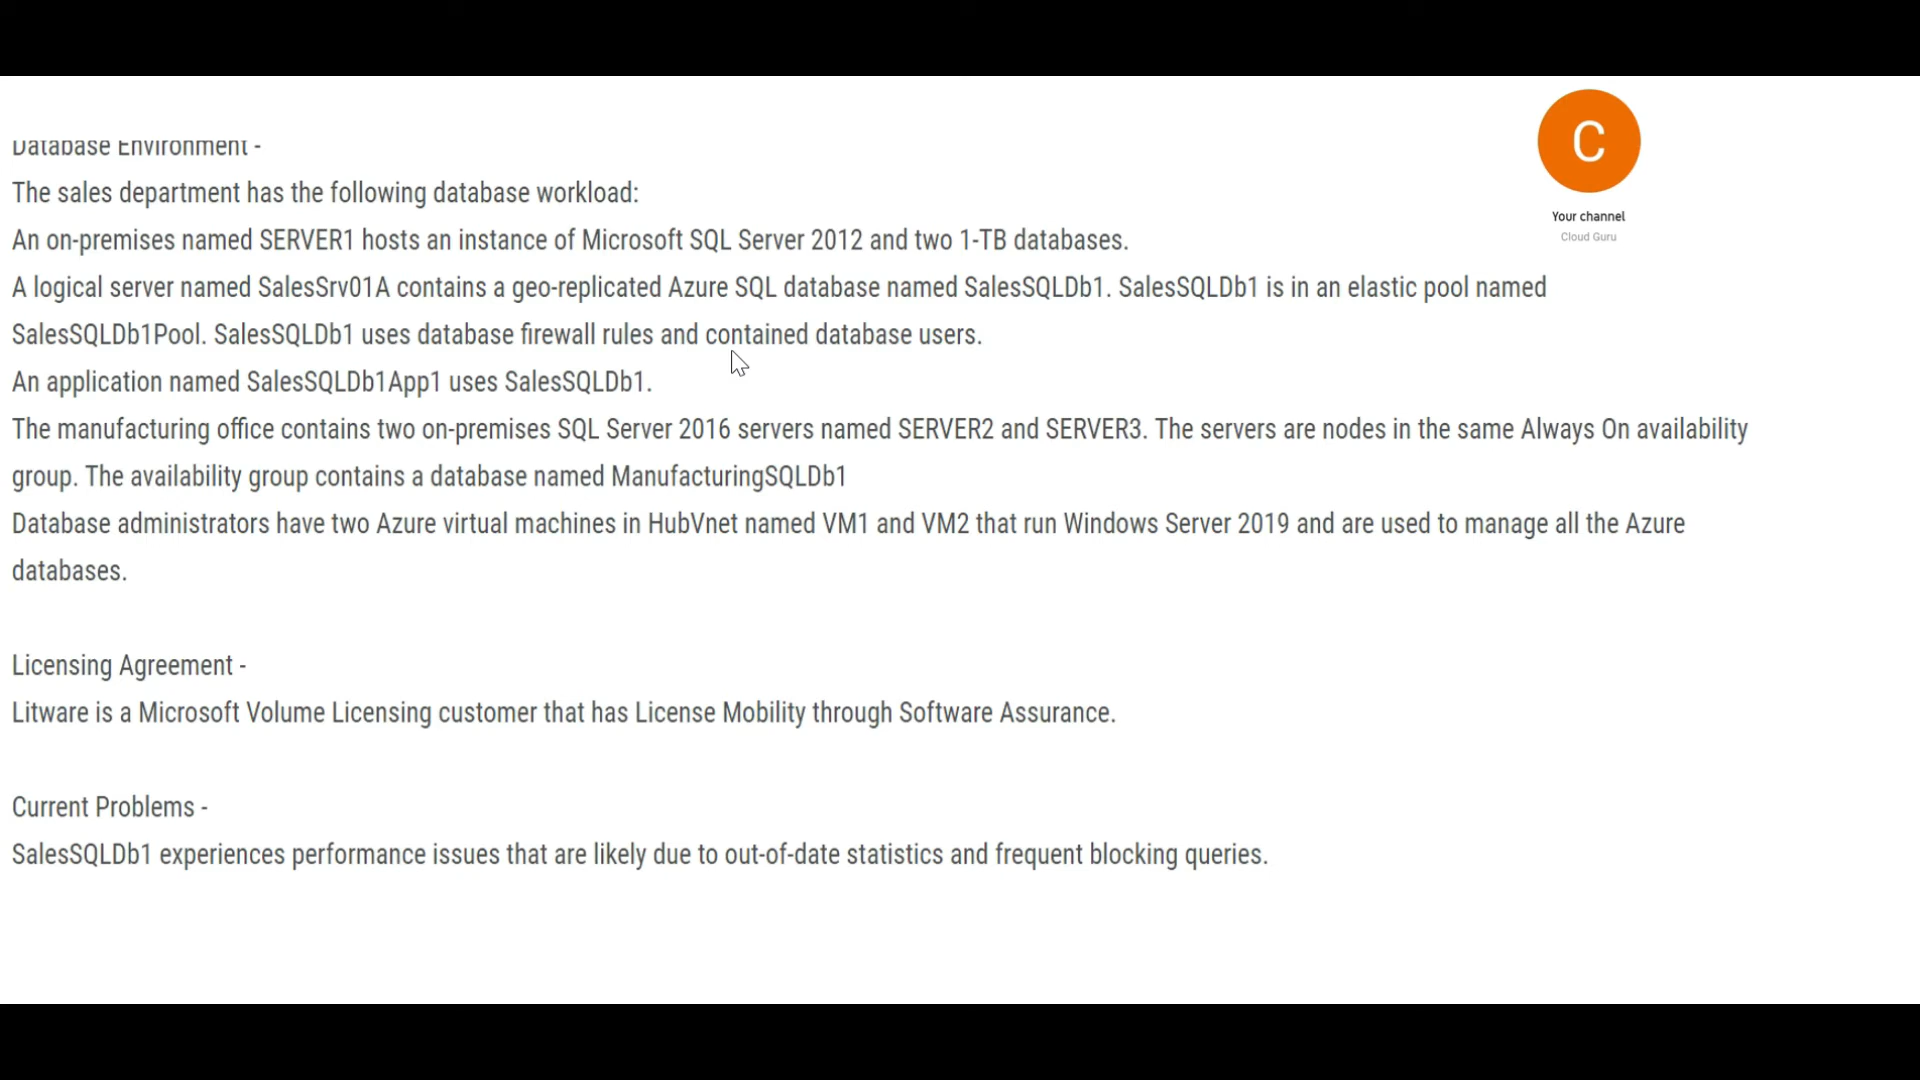 Database Environment -
The sales department has the following database workload:
An on-premises named SERVER1 hosts an instance of Microsoft SQL Server 2012 and two 1-TB databases.
A logical server named SalesSrv01A contains a geo-replicated Azure SQL database named SalesSQLDb1. SalesSQLDb1 is in an elastic pool named
SalesSQLDb1Pool. SalesSQLDb1 uses database firewall rules and contained database users.
An application named SalesSQLDb1App1 uses SalesSQLDb1.
The manufacturing office contains two on-premises SQL Server 2016 servers named SERVER2 and SERVER3. The servers are nodes in the same Always On availability
group. The availability group contains a database named ManufacturingSQLDb1
Database administrators have two Azure virtual machines in HubVnet named VM1 and VM2 that run Windows Server 2019 and are used to manage all the Azure
databases.
Licensing Agreement -
Litware is a Microsoft Volume Licensing customer that has License Mobility through Software Assurance.
Current Problems -
SalesSQLDb1 experiences performance issues that are likely due to out-of-date statistics and frequent blocking queries.
C
Your channel
Cloud Guru